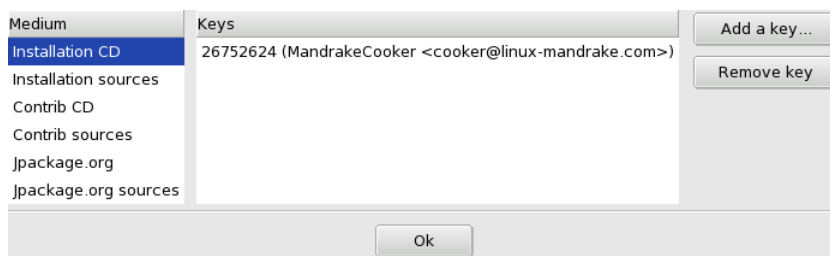 Medium
Keys
Add a key...
Installation CD
26752624 (MandrakeCooker <cooker@linux-mandrake.com>)
Remove key
Installation sources
Contrib CD
Contrib sources
Jpackage.org
Jpackage.org sources
Ok